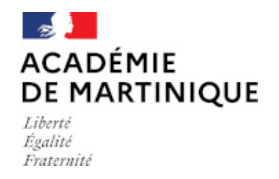 ACADÉMIE
DE MARTINIQUE
Liberté
Égalité
Fraternité